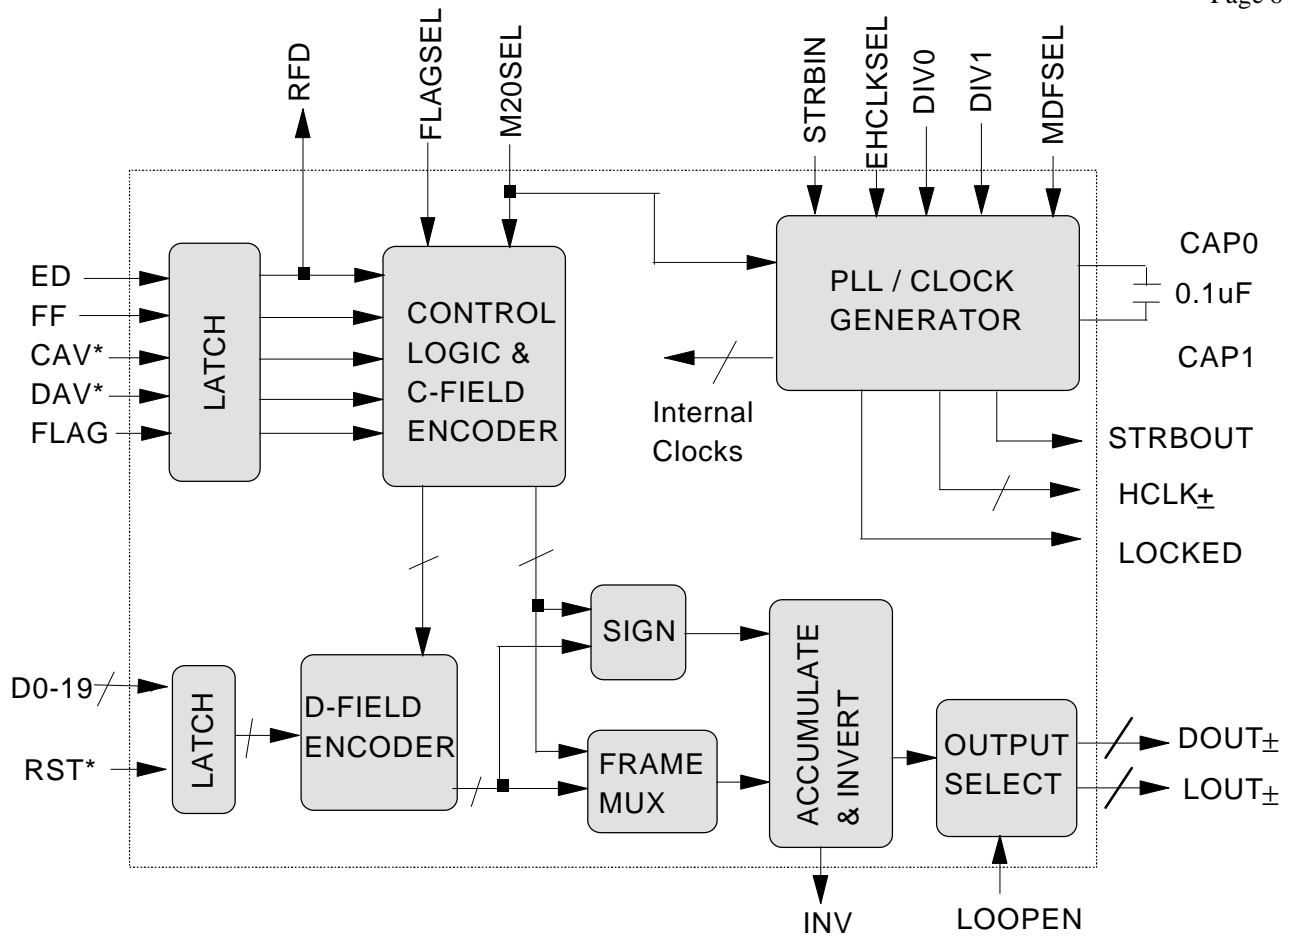 RFD
FLAGSEL
M20SEL
STRBIN
EHCLKSEL
DIV0
DIV1
MDFSEL
ED
FF
CAV*
DAV*
FLAG
LATCH
CONTROL
LOGIC &
C-FIELD
ENCODER
PLL / CLOCK
GENERATOR
CAP0
0.1uF
CAP1
Internal
Clocks
STRBOUT
HCLK±
LOCKED
D0-19
RST*
LATCH
D-FIELD
ENCODER
SIGN
FRAME
MUX
ACCUMULATE
& INVERT
OUTPUT
SELECT
DOUT±
LOUT±
INV
LOOPEN